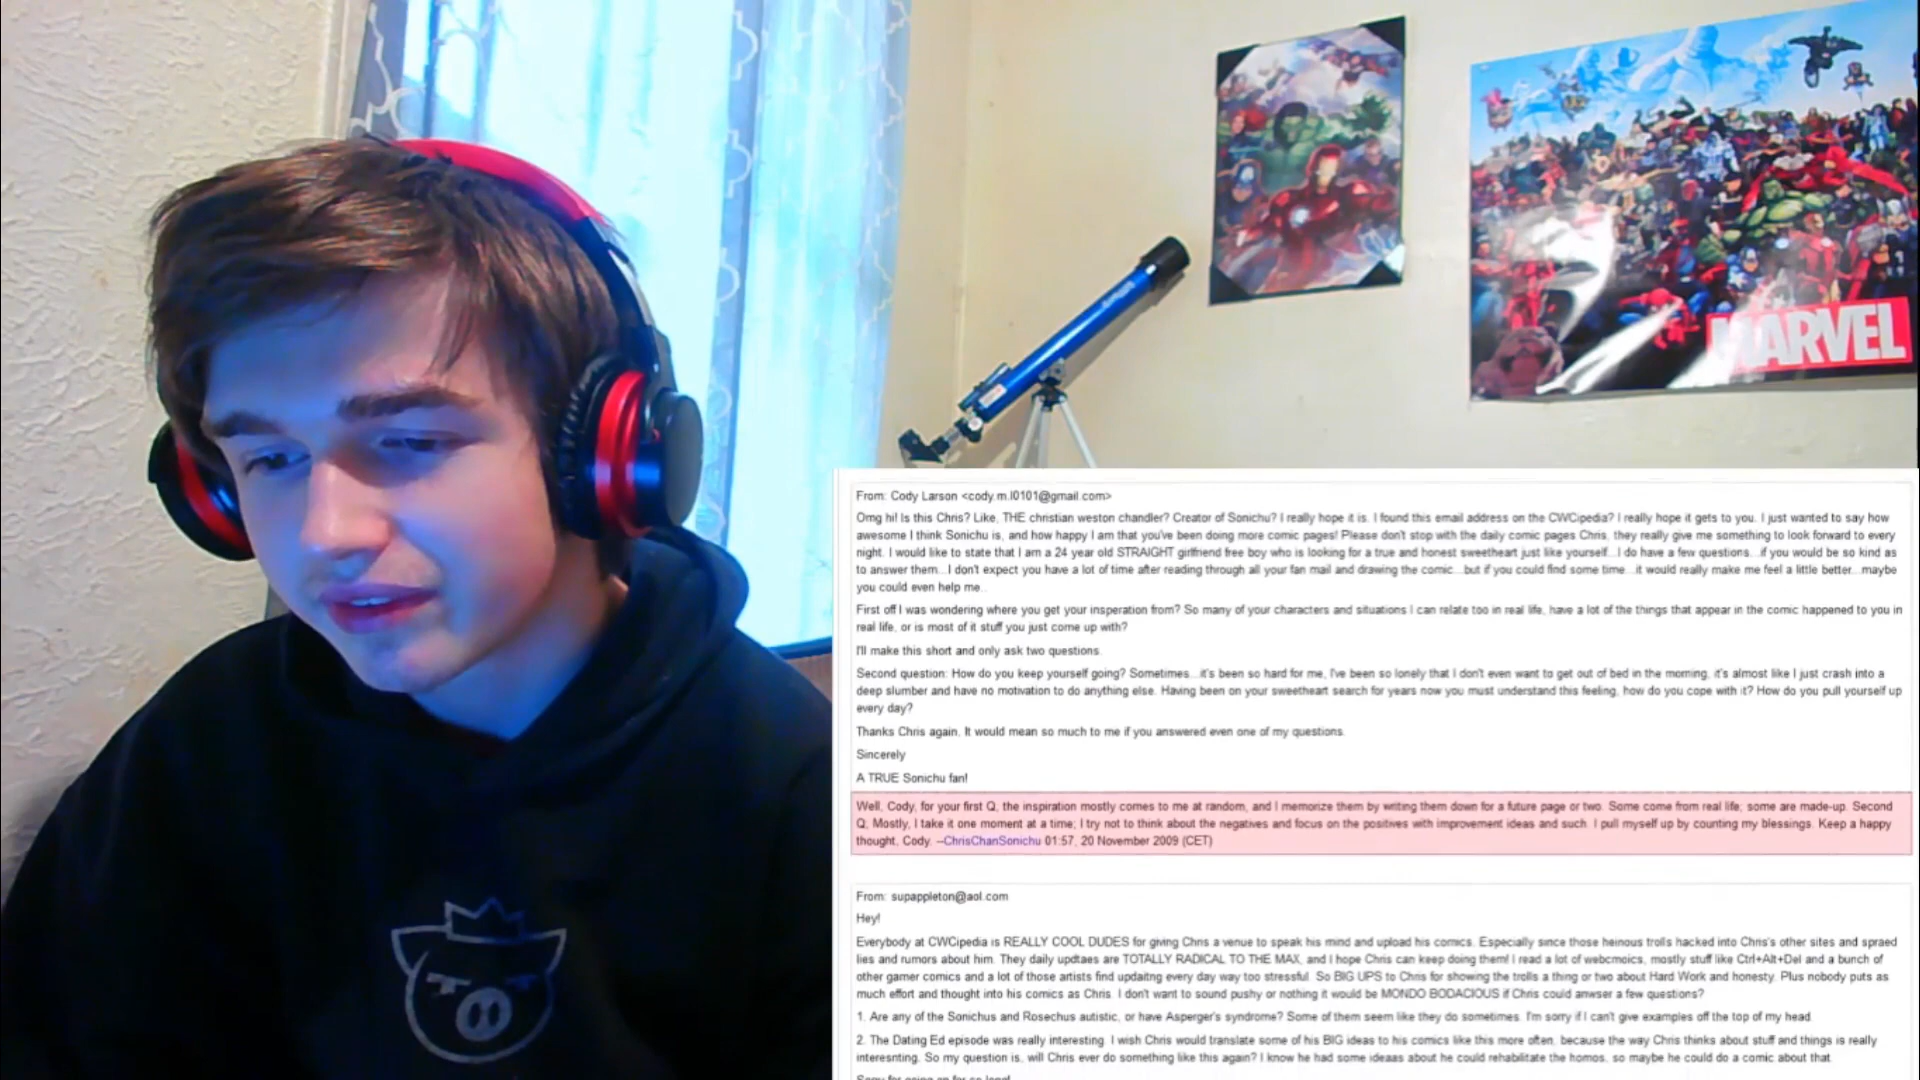 MARVEL
From: Cody Larson <cody.m.l0101@gmail.com>
Omg hi! Is this Chris? Like, THE christian weston chandler? Creator of Sonichu? I really hope it is. I found this email address on the CWCipedia? I really hope it gets to you. I just wanted to say how
awesome I think Sonichu is, and how happy I am that you've been doing more comic pages! Please don't stop with the daily comic pages Chris, they really give me something to look forward to every
night. I would like to state that I am a 24 year old STRAIGHT girlfriend free boy who is looking for a true and honest sweetheart just like yourself...I do have a few questions...if you would be so kind as
to answer them...I don't expect you have a lot of time after reading through all your fan mail and drawing the comic...but if you could find some time...it would really make me feel a little better...maybe
you could even help me..
First off I was wondering where you get your insperation from? So many of your characters and situations I can relate too in real life, have a lot of the things that appear in the comic happened to you in
real life, or is most of it stuff you just come up with?
I'll make this short and only ask two questions.
Second question: How do you keep yourself going? Sometimes...it's been so hard for me, I've been so lonely that I don't even want to get out of bed in the morning, it's almost like I just crash into a
deep slumber and have no motivation to do anything else. Having been on your sweetheart search for years now you must understand this feeling, how do you cope with it? How do you pull yourself up
every day?
Thanks Chris again, It would mean so much to me if you answered even one of my questions.
Sincerely
A TRUE Sonichu fan!
Well, Cody, for your first Q, the inspiration mostly comes to me at random, and I memorize them by writing them down for a future page or two. Some come from real life; some are made-up. Second
Q, Mostly, I take it one moment at a time; I try not to think about the negatives and focus on the positives with improvement ideas and such. I pull myself up by counting my blessings. Keep a happy
thought, Cody. --ChrisChanSonichu 01:57, 20 November 2009 (CET)
From: supappleton@aol.com
Hey!
Everybody at CWCipedia is REALLY COOL DUDES for giving Chris a venue to speak his mind and upload his comics. Especially since those heinous trolls hacked into Chris's other sites and spraed
lies and rumors about him. They daily updtaes are TOTALLY RADICAL TO THE MAX, and I hope Chris can keep doing them! I read a lot of webcmoics, mostly stuff like Ctrl+Alt+Del and a bunch of
other gamer comics and a lot of those artists find updaitng every day way too stressful. So BIG UPS to Chris for showing the trolls a thing or two about Hard Work and honesty. Plus nobody puts as
much effort and thought into his comics as Chris. I don't want to sound pushy or nothing it would be MONDO BODACIOUS if Chris could anwser a few questions?
1. Are any of the Sonichus and Rosechus autistic, or have Asperger's syndrome? Some of them seem like they do sometimes. I'm sorry if I can't give examples off the top of my head.
2. The Dating Ed episode was really interesting. I wish Chris would translate some of his BIG ideas to his comics like this more often, because the way Chris thinks about stuff and things is really
interesnting. So my question is, will Chris ever do something like this again? I know he had some ideaas about he could rehabilitate the homos, so maybe he could do a comic about that.